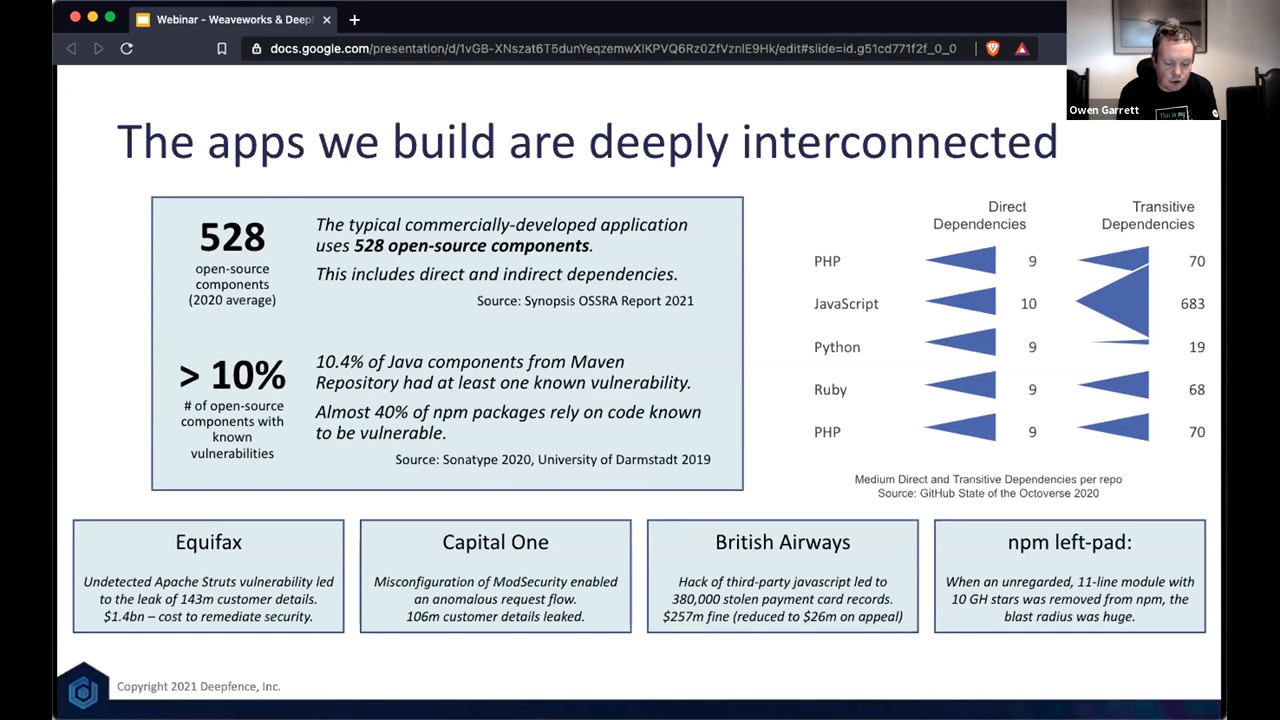 Webinar - Weaveworks & Deepf
docs.google.com/presentation/d/1vGB-XNszat6T5dunYeqzemwXlKPVQ6Rz0ZfVznlE9Hk/edit#slide=id.g51cd771f2f_0_0
Owen Garrett
This is my
The apps we build are deeply interconnected
528
open-source
components
(2020 average)
The typical commercially-developed application
uses 528 open-source components.
This includes direct and indirect dependencies.
Source: Synopsis OSSRA Report 2021
> 10%
# of open-source
components with
known
vulnerabilities
10.4% of Java components from Maven
Repository had at least one known vulnerability.
Almost 40% of npm packages rely on code known
to be vulnerable.
Source: Sonatype 2020, University of Darmstadt 2019
Direct
Dependencies
Transitive
Dependencies
PHP 9 70
JavaScript 10 683
Python 9 19
Ruby 9 68
PHP 9 70
Medium Direct and Transitive Dependencies per repo
Source: GitHub State of the Octoverse 2020
Equifax
Undetected Apache Struts vulnerability led
to the leak of 143m customer details.
$1.4bn – cost to remediate security.
Capital One
Misconfiguration of ModSecurity enabled
an anomalous request flow.
106m customer details leaked.
British Airways
Hack of third-party javascript led to
380,000 stolen payment card records.
$257m fine (reduced to $26m on appeal)
npm left-pad:
When an unregarded, 11-line module with
10 GH stars was removed from npm, the
blast radius was huge.
Copyright 2021 Deepfence, Inc.